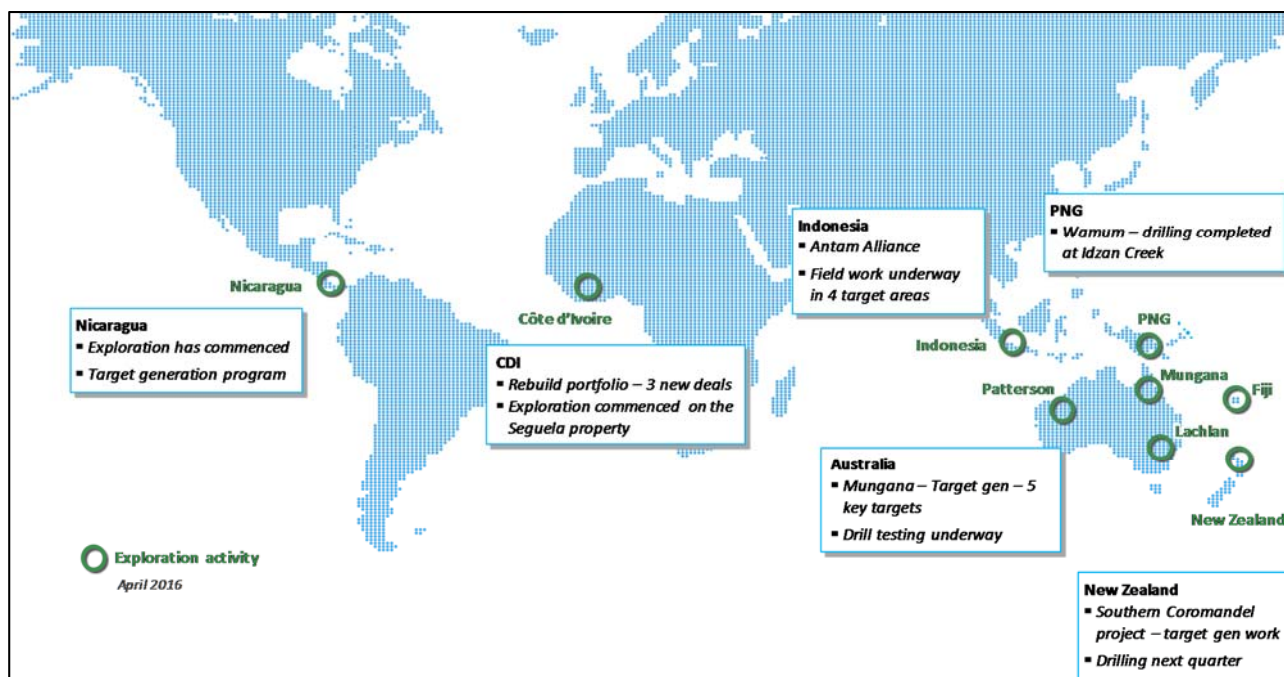 Indonesia
▪ Antam Alliance
▪ Field work underway
in 4 target areas
PNG
▪ Wamum – drilling completed
at Idzan Creek
Nicaragua
Côte d'Ivoire
Nicaragua
▪ Exploration has commenced
▪ Target generation program
CDI
▪ Rebuild portfolio – 3 new deals
▪ Exploration commenced on the
Seguela property
Indonesia
PNG
Patterson
Mungana
Fiji
Lachlan
New Zealand
Australia
▪ Mungana – Target gen – 5
key targets
▪ Drill testing underway
Exploration activity
April 2016
New Zealand
▪ Southern Coromandel
project – target gen work
▪ Drilling next quarter